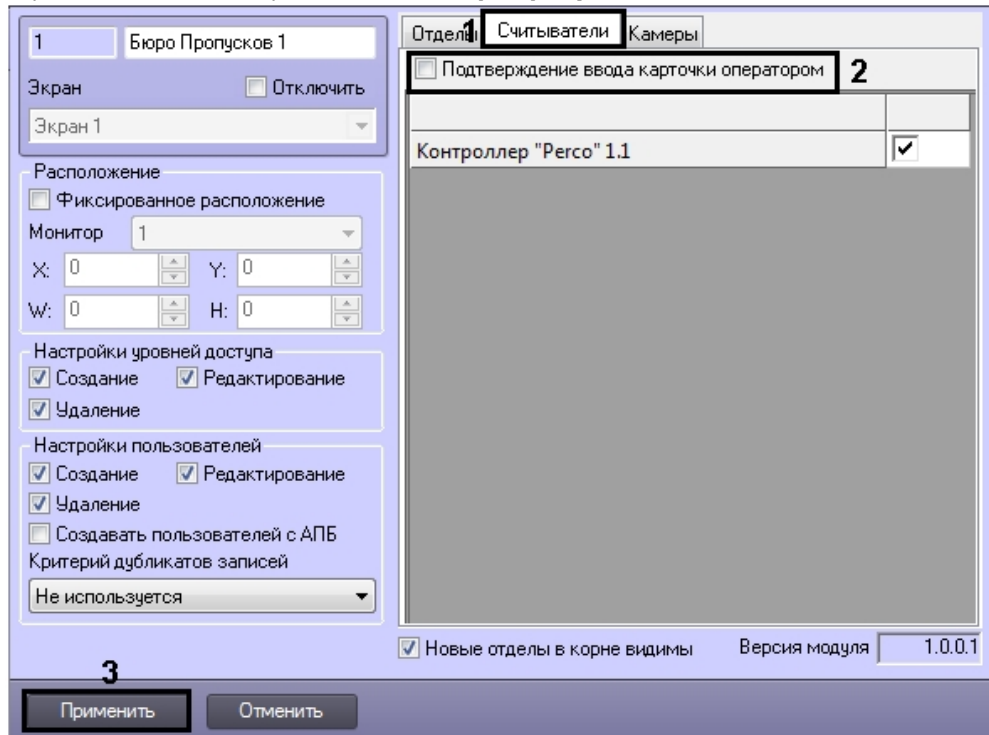 1 Бюро Пропусков 1
Экран Отключить
Экран 1
Расположение
Фиксированное расположение
Монитор 1
X: 0 Y: 0
W: 0 H: 0
Настройки уровней доступа
Создание Редактирование
Удаление
Настройки пользователей
Создание Редактирование
Удаление
Создавать пользователей с АПБ
Критерий дубликатов записей
Не используется
Отделы 1 Считыватели Камеры
Подтверждение ввода карточки оператором 2
Контроллер "Perco" 1.1
Новые отделы в корне видимы Версия модуля 1.0.0.1
3
Применить Отменить